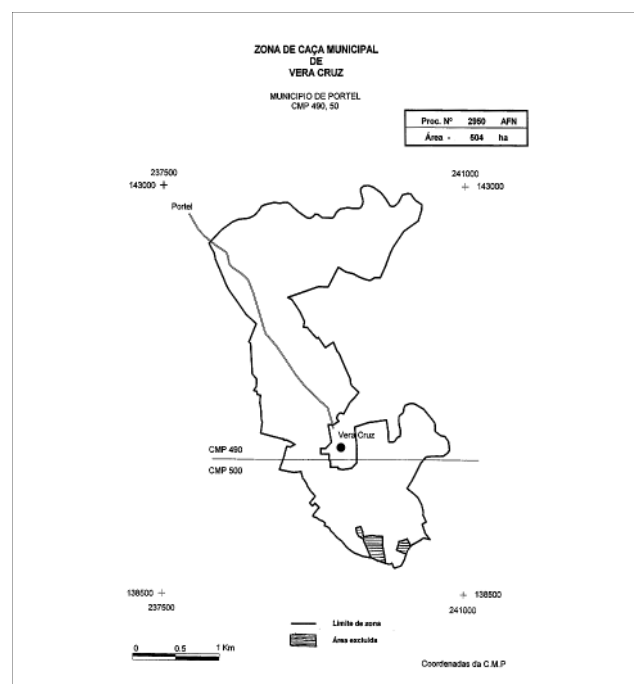 ZONA DE CAÇA MUNICIPAL
DE
VERA CRUZ
MUNICIPIO DE PORTEL
CMP 490, 50
Proc. Nº 2950 AFN
Área - 504 ha
237500
143000
241000
143000
Portel
Vera Cruz
CMP 490
CMP 500
138500
237500
138500
241000
Limite de zona
Área excluída
0 0.5 1 Km
Coordenadas da C.M.P